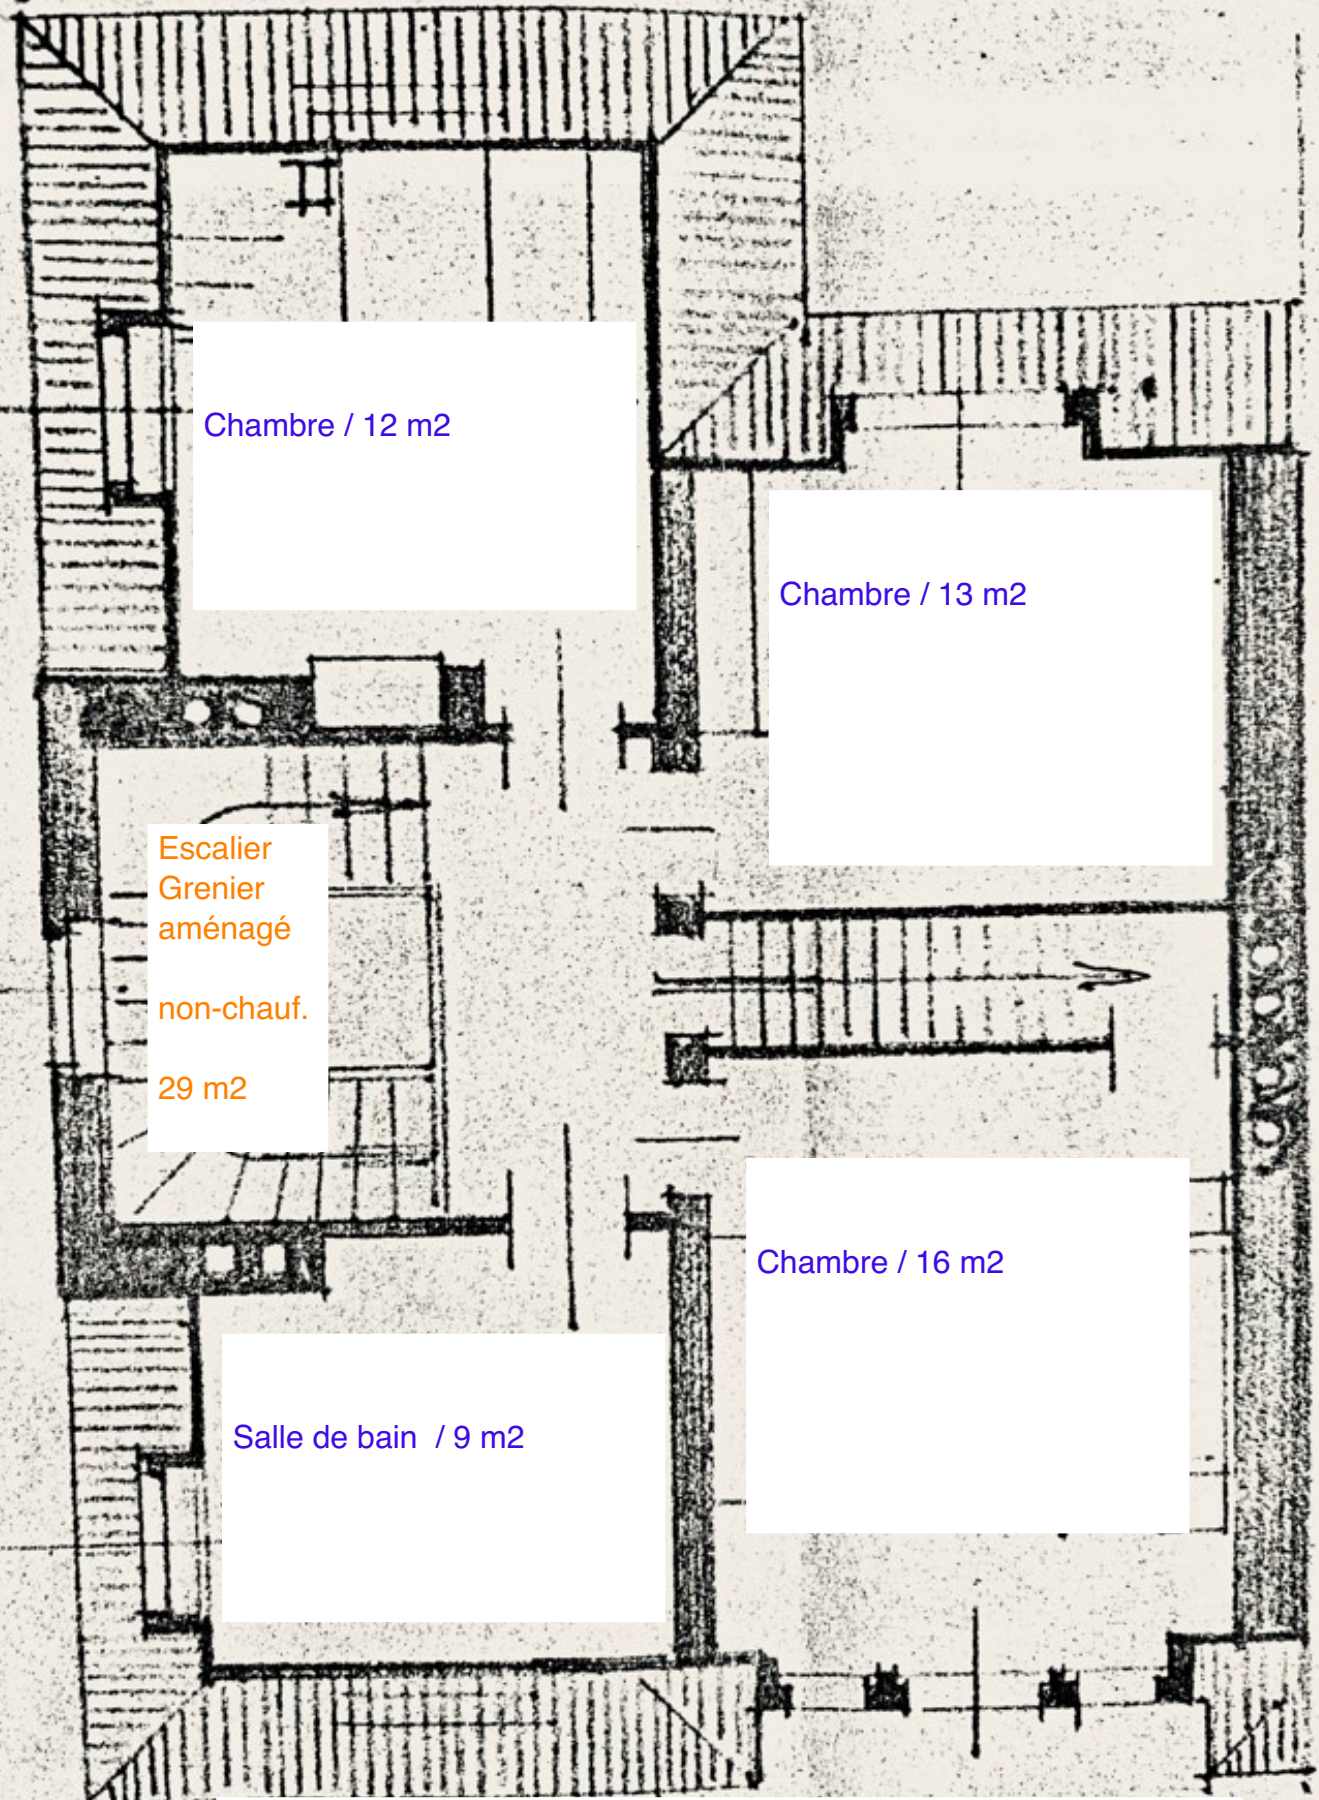 Chambre / 12 m2
Chambre / 13 m2
Escalier
Grenier
aménagé
non-chauf.
29 m2
Chambre / 16 m2
Salle de bain / 9 m2